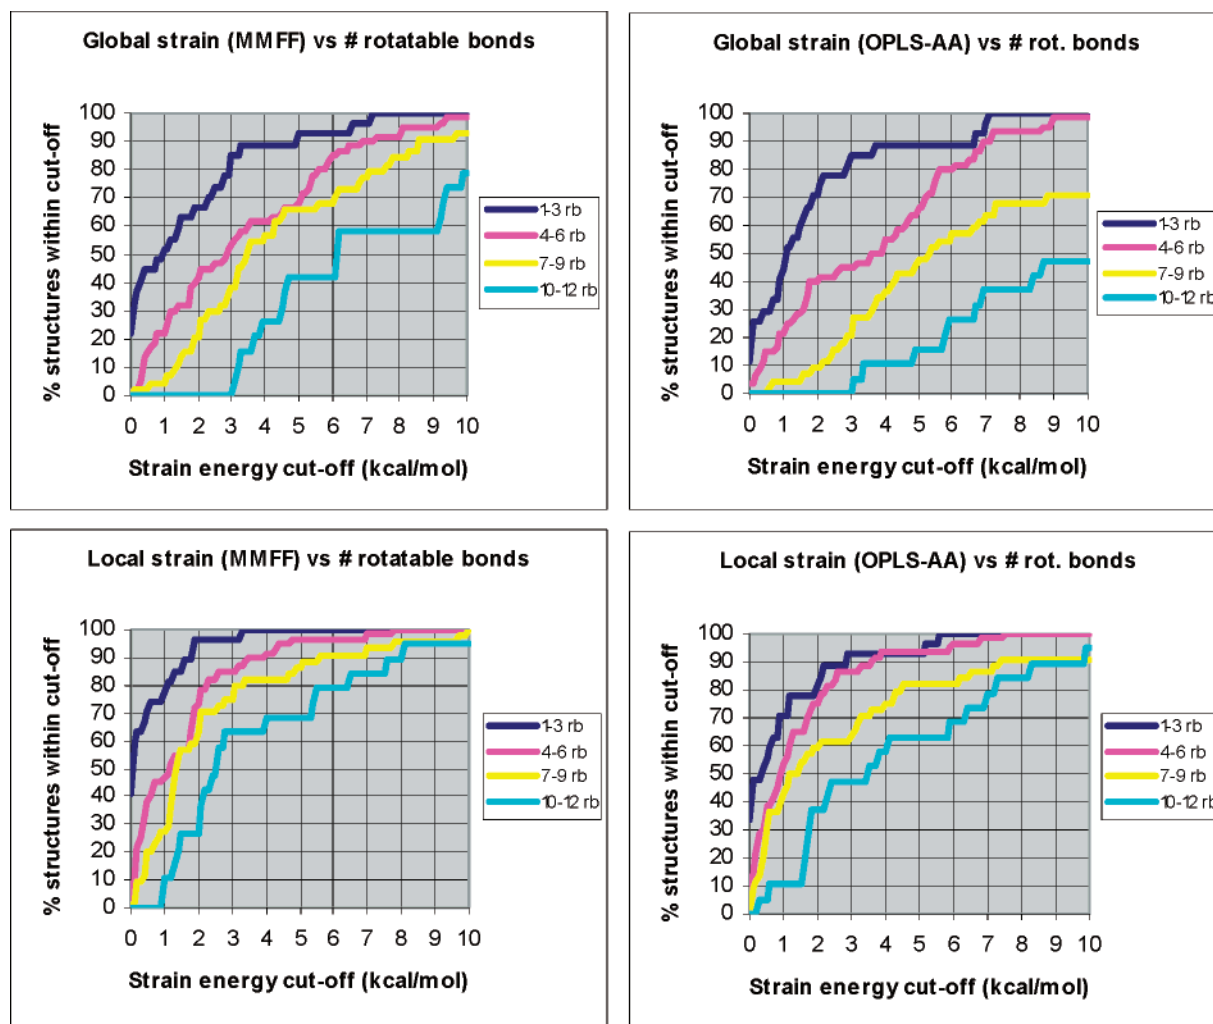 Global strain (MMFF) vs # rotatable bonds
% structures within cut-off
100
90
80
70
60
50
40
30
20
10
0
0 1 2 3 4 5 6 7 8 9 10
Strain energy cut-off (kcal/mol)
1-3 rb
4-6 rb
7-9 rb
10-12 rb
Global strain (OPLS-AA) vs # rot. bonds
% structures within cut-off
100
90
80
70
60
50
40
30
20
10
0
0 1 2 3 4 5 6 7 8 9 10
Strain energy cut-off (kcal/mol)
1-3 rb
4-6 rb
7-9 rb
10-12 rb
Local strain (MMFF) vs # rotatable bonds
% structures within cut-off
100
90
80
70
60
50
40
30
20
10
0
0 1 2 3 4 5 6 7 8 9 10
Strain energy cut-off (kcal/mol)
1-3 rb
4-6 rb
7-9 rb
10-12 rb
Local strain (OPLS-AA) vs # rot. bonds
% structures within cut-off
100
90
80
70
60
50
40
30
20
10
0
0 1 2 3 4 5 6 7 8 9 10
Strain energy cut-off (kcal/mol)
1-3 rb
4-6 rb
7-9 rb
10-12 rb